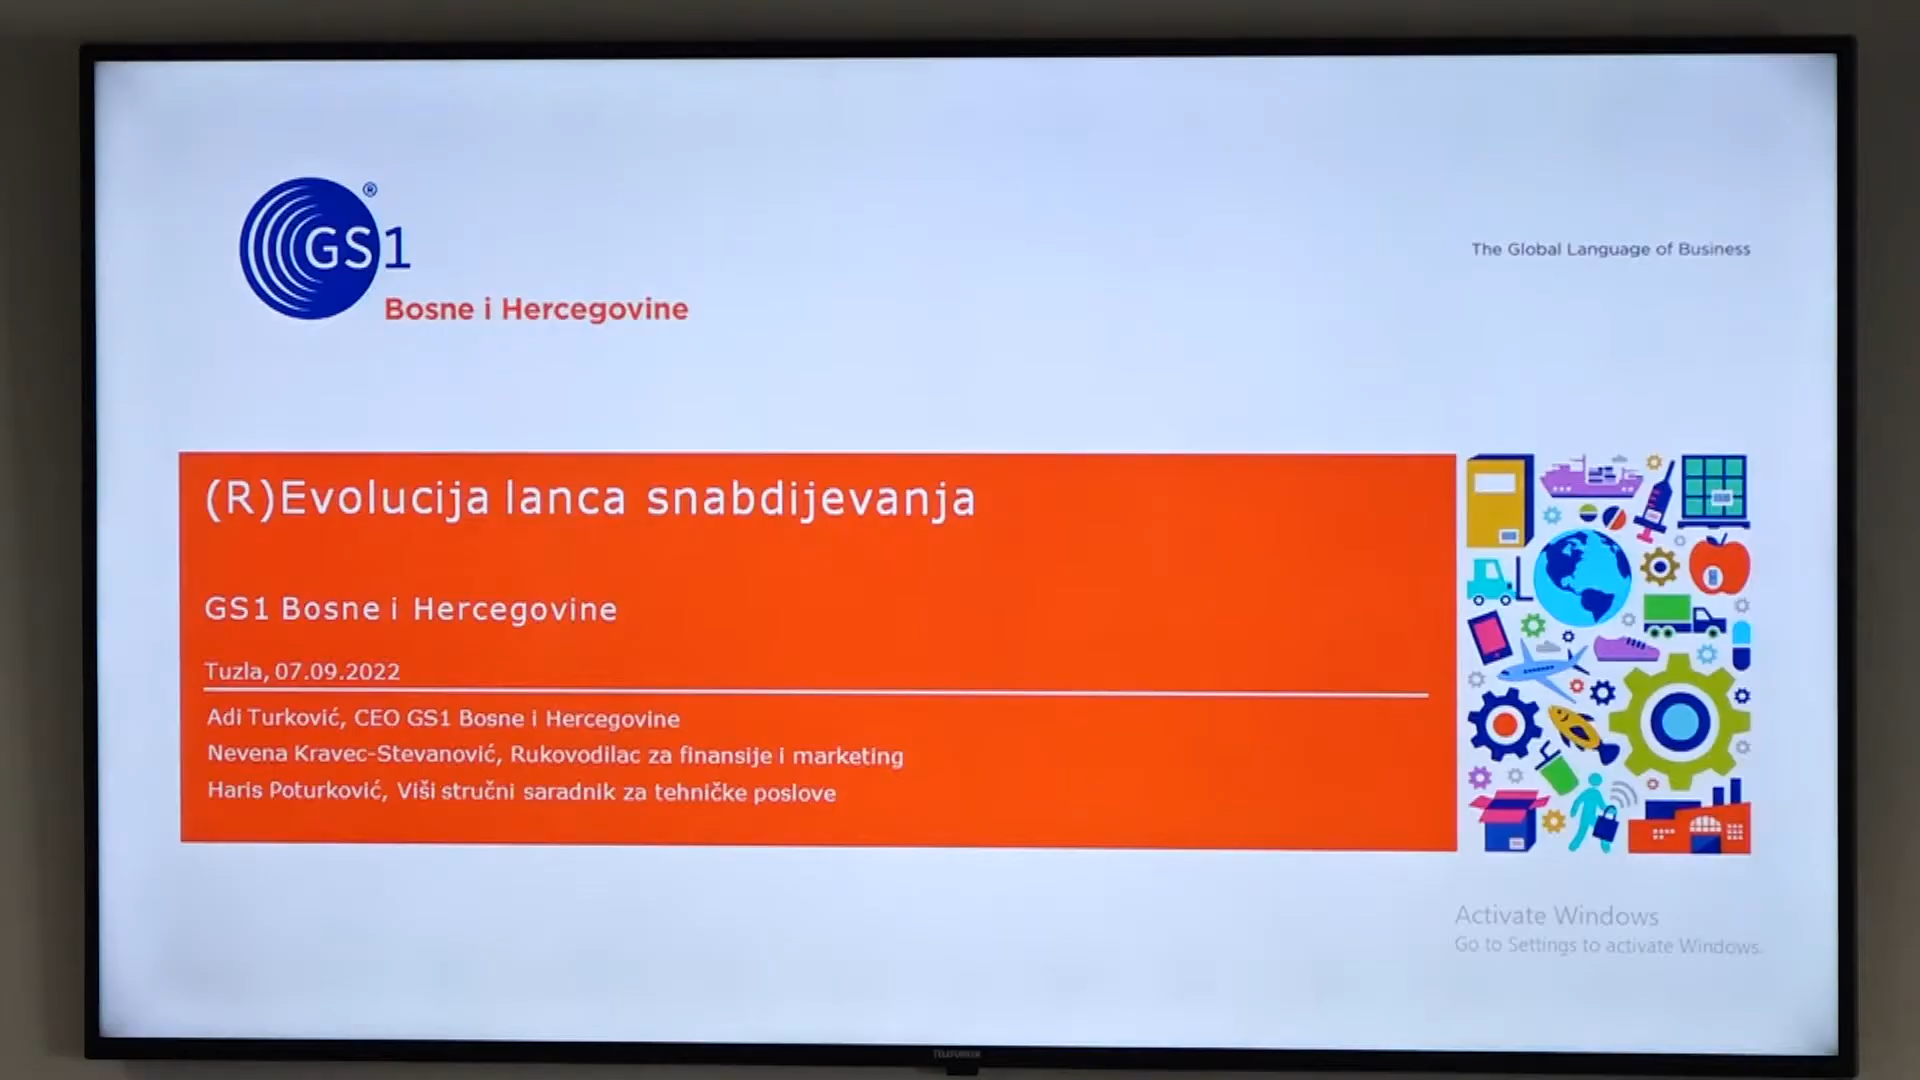 GS1®
Bosne i Hercegovine
The Global Language of Business
(R)Evolucija lanca snabdijevanja
GS1 Bosne i Hercegovine
Tuzla, 07.09.2022
Adi Turković, CEO GS1 Bosne i Hercegovine
Nevena Kravec-Stevanović, Rukovodilac za finansije i marketing
Haris Poturković, Viši stručni saradnik za tehničke poslove
Activate Windows
Go to Settings to activate Windows.